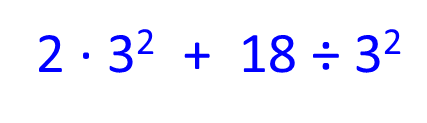 2 · 3² + 18 ÷ 3²